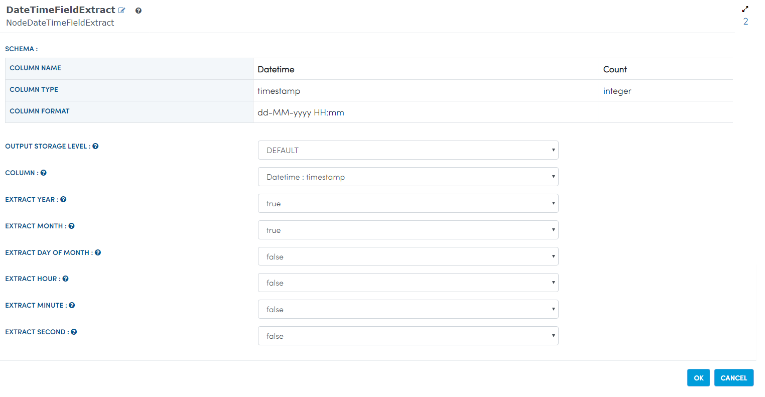 DateTimeFieldExtract
NodeDateTimeFieldExtract
2
SCHEMA :
COLUMN NAME Datetime Count
COLUMN TYPE timestamp integer
COLUMN FORMAT dd-MM-yyyy HH:mm
OUTPUT STORAGE LEVEL : DEFAULT
COLUMN : Datetime : timestamp
EXTRACT YEAR : true
EXTRACT MONTH : true
EXTRACT DAY OF MONTH : false
EXTRACT HOUR : false
EXTRACT MINUTE : false
EXTRACT SECOND : false
OK CANCEL